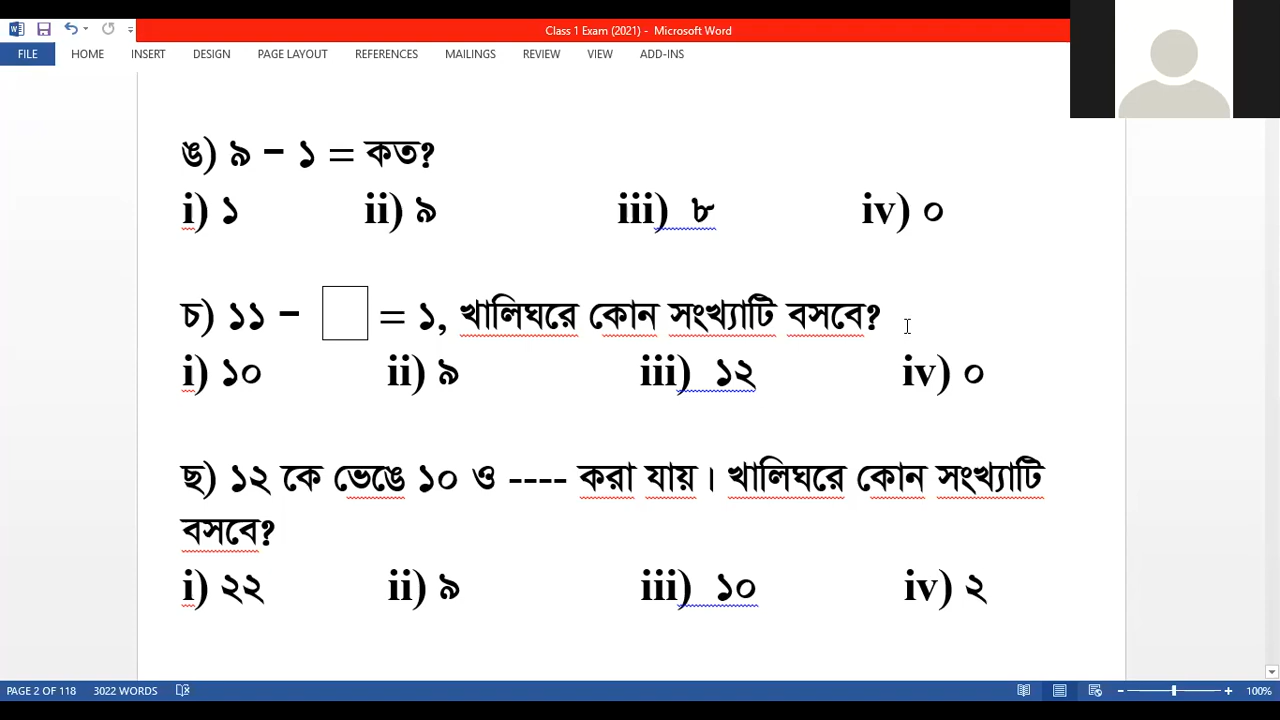 Class 1 Exam (2021) - Microsoft Word
FILE HOME INSERT DESIGN PAGE LAYOUT REFERENCES MAILINGS REVIEW VIEW ADD-INS
ঙ) ৯ − ১ = কত?
i) ১ ii) ৯ iii) ৮ iv) ০
চ) ১১ − = ১, খালিঘরে কোন সংখ্যাটি বসবে?
i) ১০ ii) ৯ iii) ১২ iv) ০
ছ) ১২ কে ভেঙে ১০ ও ---- করা যায়। খালিঘরে কোন সংখ্যাটি
বসবে?
i) ২২ ii) ৯ iii) ১০ iv) ২
PAGE 2 OF 118 3022 WORDS 100%